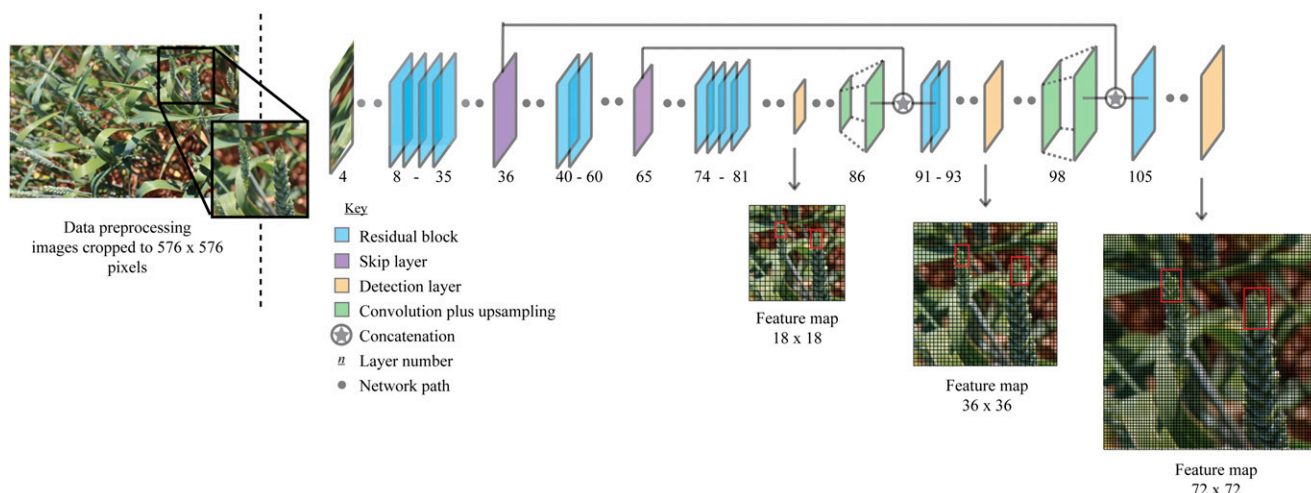 4
8 - 35
36
40 - 60
65
74 - 81
86
91 - 93
98
105
Data preprocessing
images cropped to 576 x 576
pixels
Key
Residual block
Skip layer
Detection layer
Convolution plus upsampling
Concatenation
n Layer number
Network path
Feature map
18 x 18
Feature map
36 x 36
Feature map
72 x 72